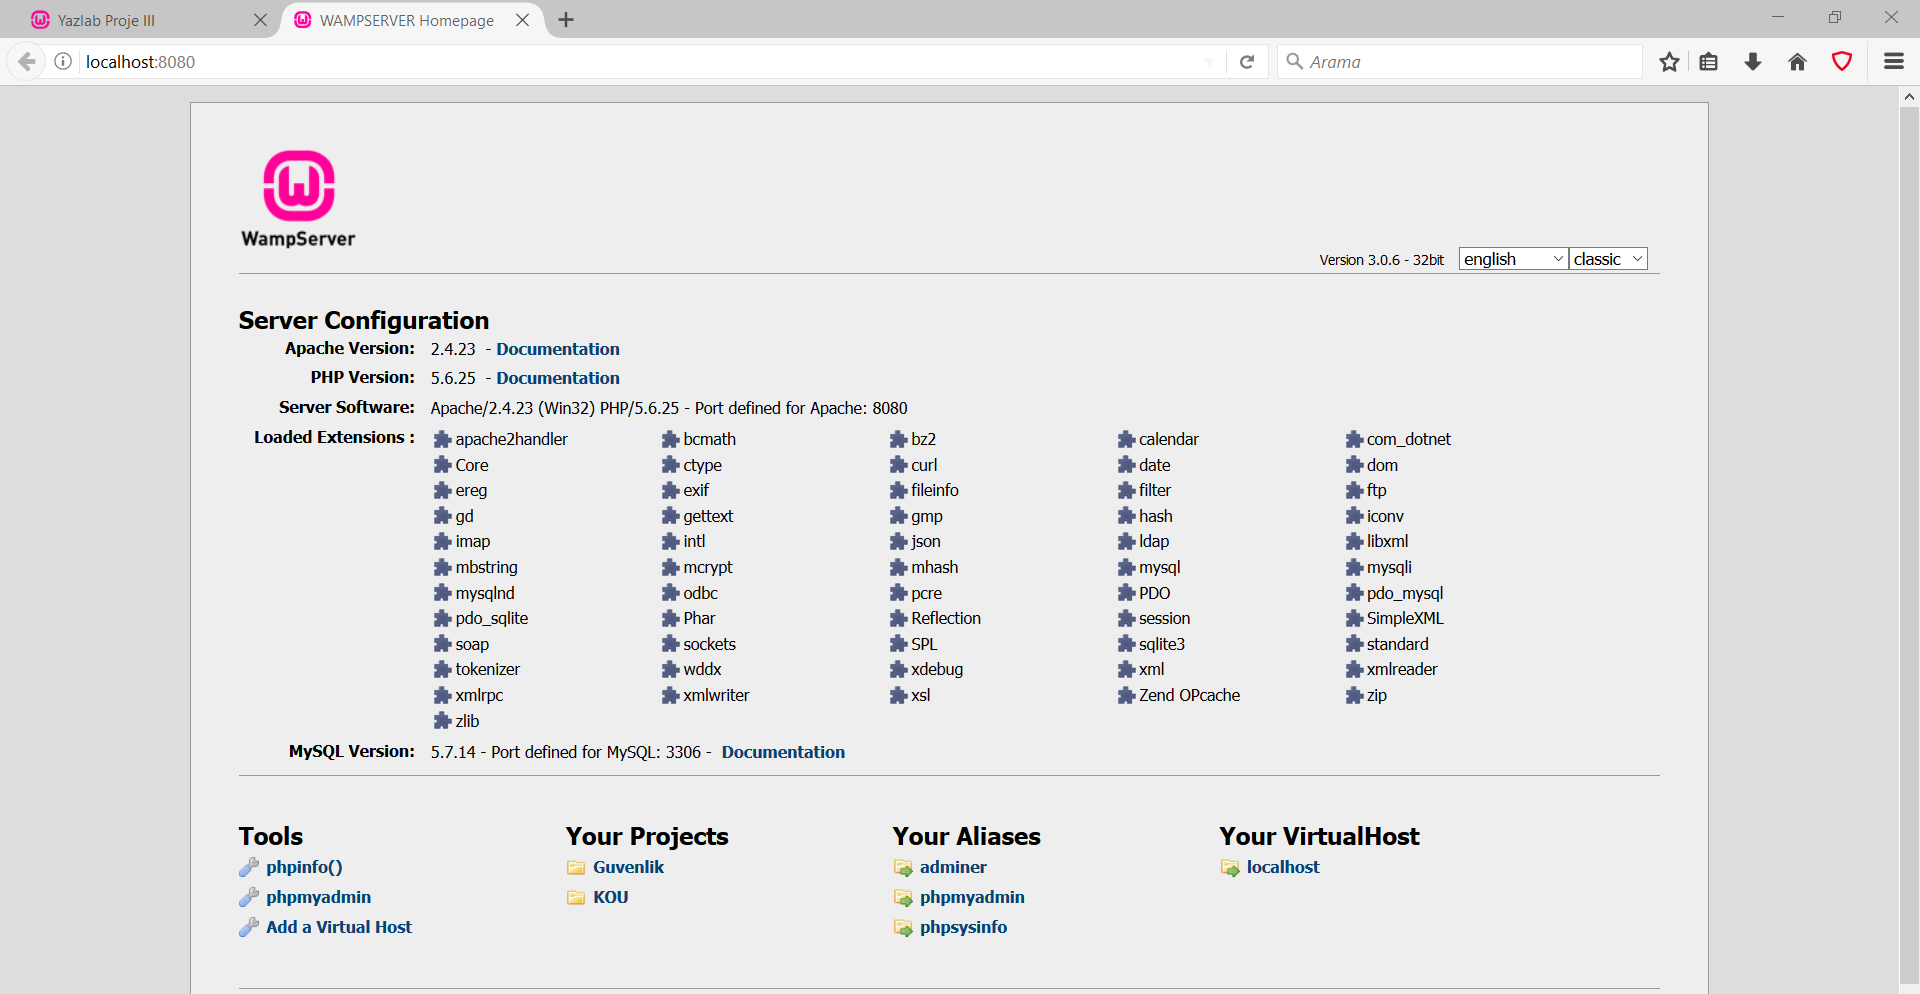 Yazlab Proje III
WAMPSERVER Homepage
localhost:8080
Arama
WampServer
Version 3.0.6 - 32bit english classic
Server Configuration
Apache Version: 2.4.23 - Documentation
PHP Version: 5.6.25 - Documentation
Server Software: Apache/2.4.23 (Win32) PHP/5.6.25 - Port defined for Apache: 8080
Loaded Extensions : apache2handler bcmath bz2 calendar com_dotnet
Core ctype curl date dom
ereg exif fileinfo filter ftp
gd gettext gmp hash iconv
imap intl json ldap libxml
mbstring mcrypt mhash mysql mysqli
mysqlnd odbc pcre PDO pdo_mysql
pdo_sqlite Phar Reflection session SimpleXML
soap sockets SPL sqlite3 standard
tokenizer wddx xdebug xml xmlreader
xmlrpc xmlwriter xsl Zend OPcache zip
zlib
MySQL Version: 5.7.14 - Port defined for MySQL: 3306 - Documentation
Tools
phpinfo()
phpmyadmin
Add a Virtual Host
Your Projects
Guvenlik
KOU
Your Aliases
adminer
phpmyadmin
phpsysinfo
Your VirtualHost
localhost